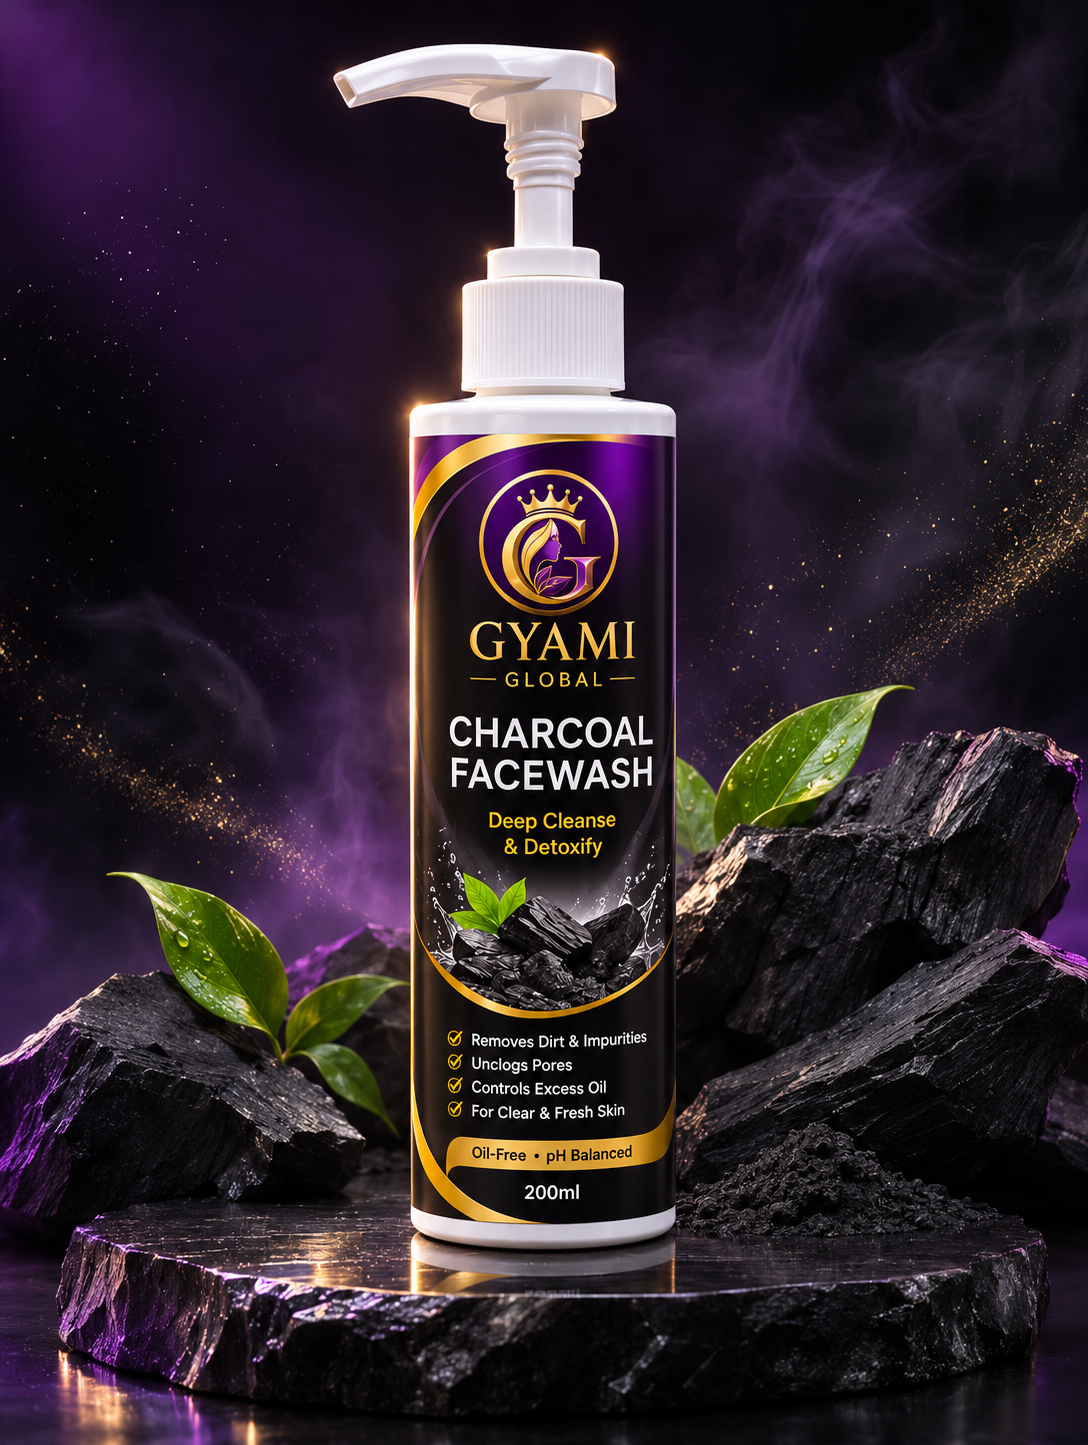 GYAMI
GLOBAL
CHARCOAL
FACEWASH
Deep Cleanse
& Detoxify
Removes Dirt & Impurities
Unclogs Pores
Controls Excess Oil
For Clear & Fresh Skin
Oil-Free • pH Balanced
200ml